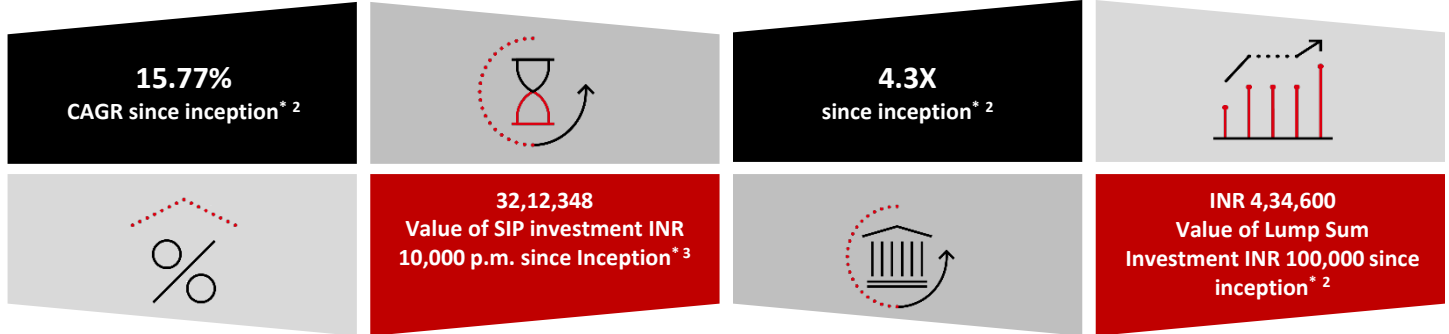 15.77%
CAGR since inception* 2
4.3X
since inception* 2
32,12,348
Value of SIP investment INR
10,000 p.m. since Inception* 3
INR 4,34,600
Value of Lump Sum
Investment INR 100,000 since
inception* 2